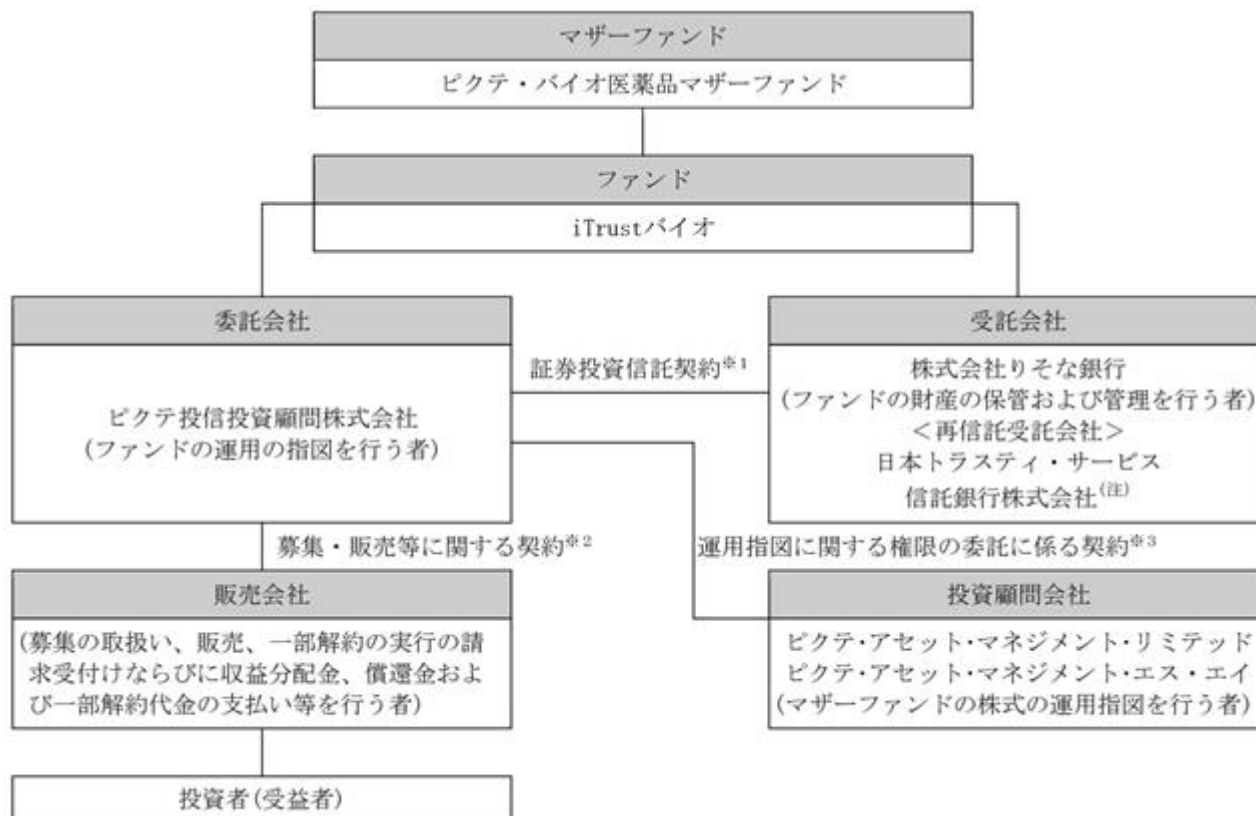 マザーファンド
ピクテ・バイオ医薬品マザーファンド
ファンド
iTrustバイオ
委託会社
ピクテ投信投資顧問株式会社
(ファンドの運用の指図を行う者)
証券投資信託契約※1
受託会社
株式会社りそな銀行
(ファンドの財産の保管および管理を行う者)
＜再信託受託会社＞
日本トラスティ・サービス
信託銀行株式会社(注)
募集・販売等に関する契約※2
運用指図に関する権限の委託に係る契約※3
販売会社
(募集の取扱い、販売、一部解約の実行の請
求受付けならびに収益分配金、償還金およ
び一部解約代金の支払い等を行う者)
投資顧問会社
ピクテ・アセット・マネジメント・リミテッド
ピクテ・アセット・マネジメント・エス・エイ
(マザーファンドの株式の運用指図を行う者)
投資者(受益者)